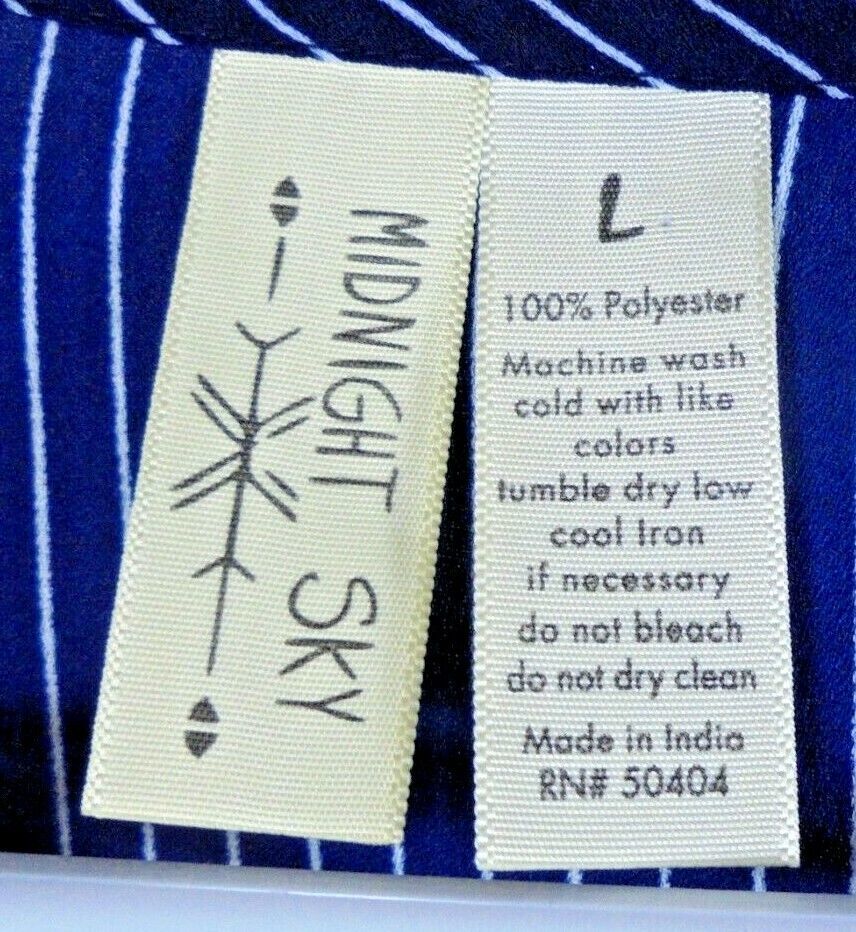 MIDNIGHT SKY
L
100% Polyester
Machine wash
cold with like
colors
tumble dry low
cool Iron
if necessary
do not bleach
do not dry clean
Made in India
RN# 50404